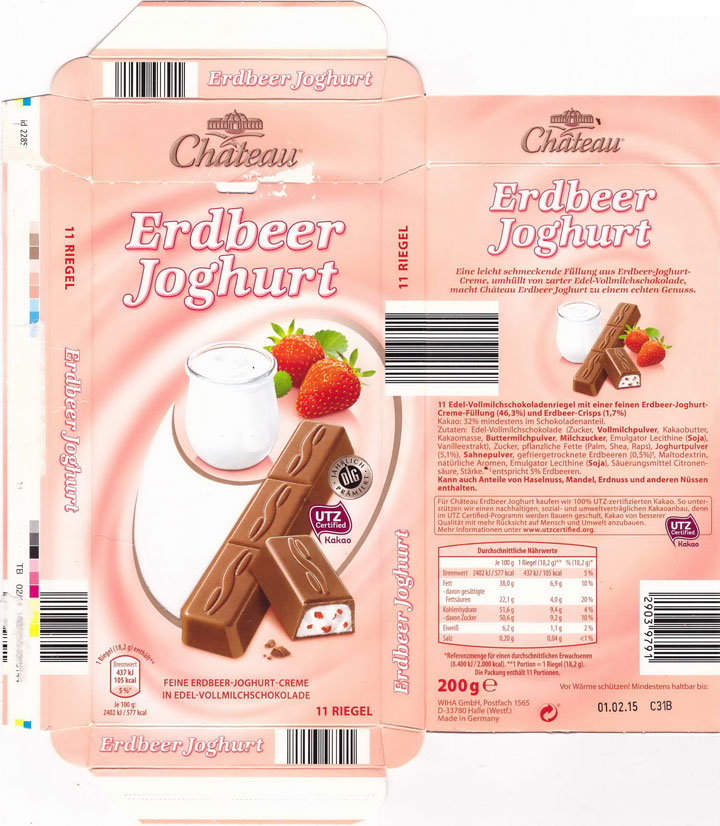 Erdbeer Joghurt
Château
Erdbeer
Joghurt
11 RIEGEL
Erdbeer Joghurt
11 RIEGEL
JÄHRLICH
DLG
PRÄMIERT
UTZ
Certified
Kakao
1 Riegel (18,2 g) enthält**
Brennwert
437 kJ
105 kcal
5 %*
Je 100 g:
2402 kJ / 577 kcal
FEINE ERDBEER-JOGHURT-CREME
IN EDEL-VOLLMILCHSCHOKOLADE
11 RIEGEL
Erdbeer Joghurt
Erdbeer Joghurt
id 2285
11
TB
Château
Erdbeer
Joghurt
Eine leicht schmeckende Füllung aus Erdbeer-Joghurt-
Creme, umhüllt von zarter Edel-Vollmilchschokolade,
macht Château Erdbeer Joghurt zu einem echten Genuss.
11 Edel-Vollmilchschokoladenriegel mit einer feinen Erdbeer-Joghurt-
Creme-Füllung (46,3%) und Erdbeer-Crisps (1,7%)
Kakao: 32% mindestens im Schokoladenanteil.
Zutaten: Edel-Vollmilchschokolade (Zucker, Vollmilchpulver, Kakaobutter,
Kakaomasse, Buttermilchpulver, Milchzucker, Emulgator Lecithine (Soja),
Vanilleextrakt), Zucker, pflanzliche Fette (Palm, Shea, Raps), Joghurtpulver
(5,1%), Sahnepulver, gefriergetrocknete Erdbeeren (0,5%)¹, Maltodextrin,
natürliche Aromen, Emulgator Lecithine (Soja), Säuerungsmittel Citronen-
säure, Stärke. ¹entspricht 5% Erdbeeren.
Kann auch Anteile von Haselnuss, Mandel, Erdnuss und anderen Nüssen
enthalten.
Für Château Erdbeer Joghurt kaufen wir 100% UTZ-zertifizierten Kakao. So unter-
stützen wir einen nachhaltigen, sozial- und umweltverträglichen Kakaoanbau, denn
im UTZ Certified-Programm werden Bauern geschult, Kakao von besserer
Qualität mit mehr Rücksicht auf Mensch und Umwelt anzubauen.
Mehr Informationen unter www.utzcertified.org.
UTZ
Certified
Kakao
Durchschnittliche Nährwerte
Je 100 g 1 Riegel (18,2 g)** % (18,2 g)*
Brennwert 2402 kJ / 577 kcal 437 kJ / 105 kcal 5 %
Fett 38,0 g 6,9 g 10 %
-davon gesättigte
Fettsäuren 22,1 g 4,0 g 20 %
Kohlenhydrate 51,6 g 9,4 g 4 %
-davon Zucker 50,6 g 9,2 g 10 %
Eiweiß 6,2 g 1,1 g 2 %
Salz 0,20 g 0,04 g <1 %
*Referenzmenge für einen durchschnittlichen Erwachsenen
(8.400 kJ / 2.000 kcal). **1 Portion = 1 Riegel (18,2 g).
Die Packung enthält 11 Portionen.
200 g e
Vor Wärme schützen! Mindestens haltbar bis:
WIHA GmbH, Postfach 1565
D-33780 Halle (Westf.)
Made in Germany
01.02.15 C31B
29039791